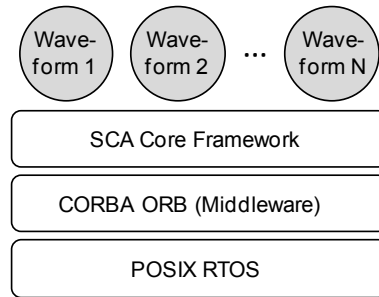 Wave- Wave- ... Wave-
form 1 form 2 form N
SCA Core Framework
CORBA ORB (Middleware)
POSIX RTOS